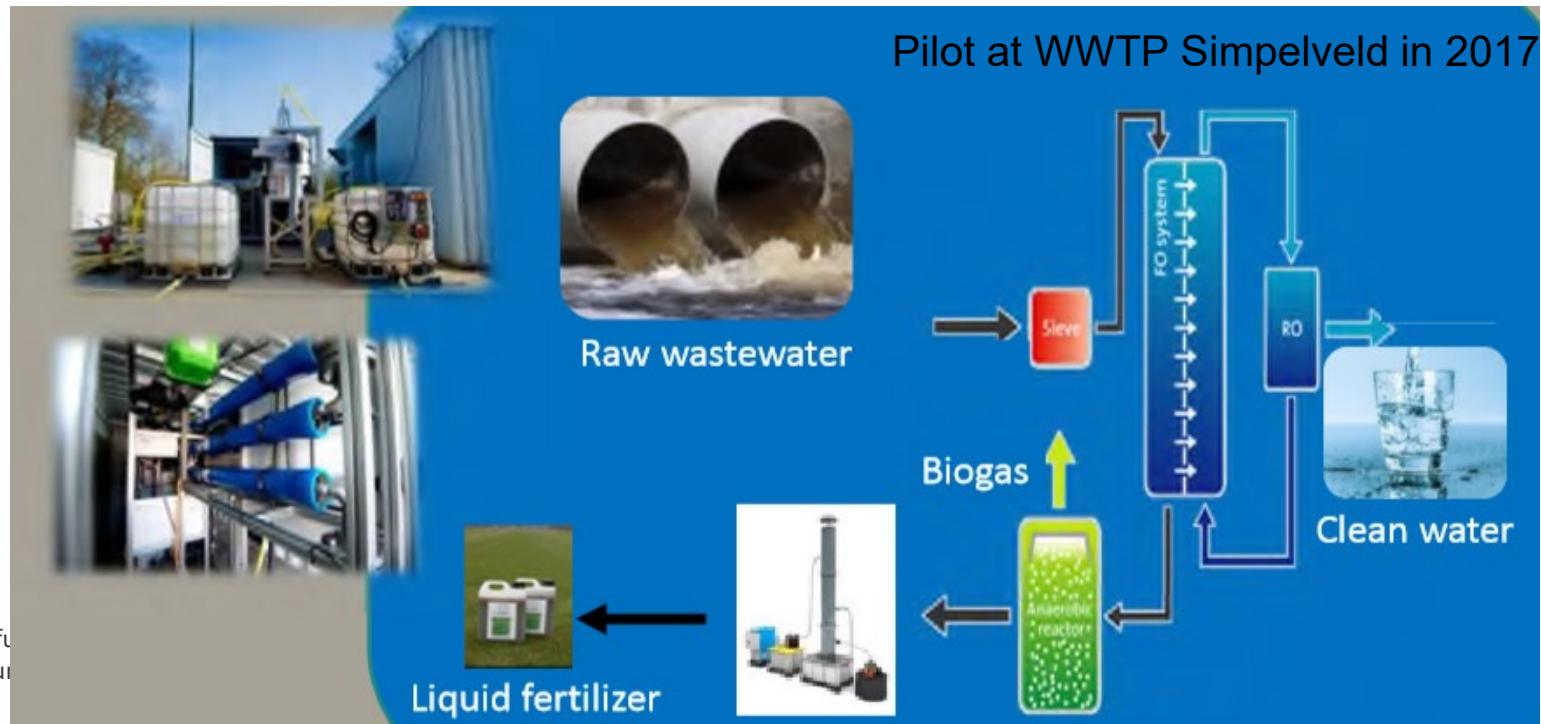 Pilot at WWTP Simpelveld in 2017
Raw wastewater
Sieve
FO system
RO
Clean water
Biogas
Anaerobic
reactor
Liquid fertilizer